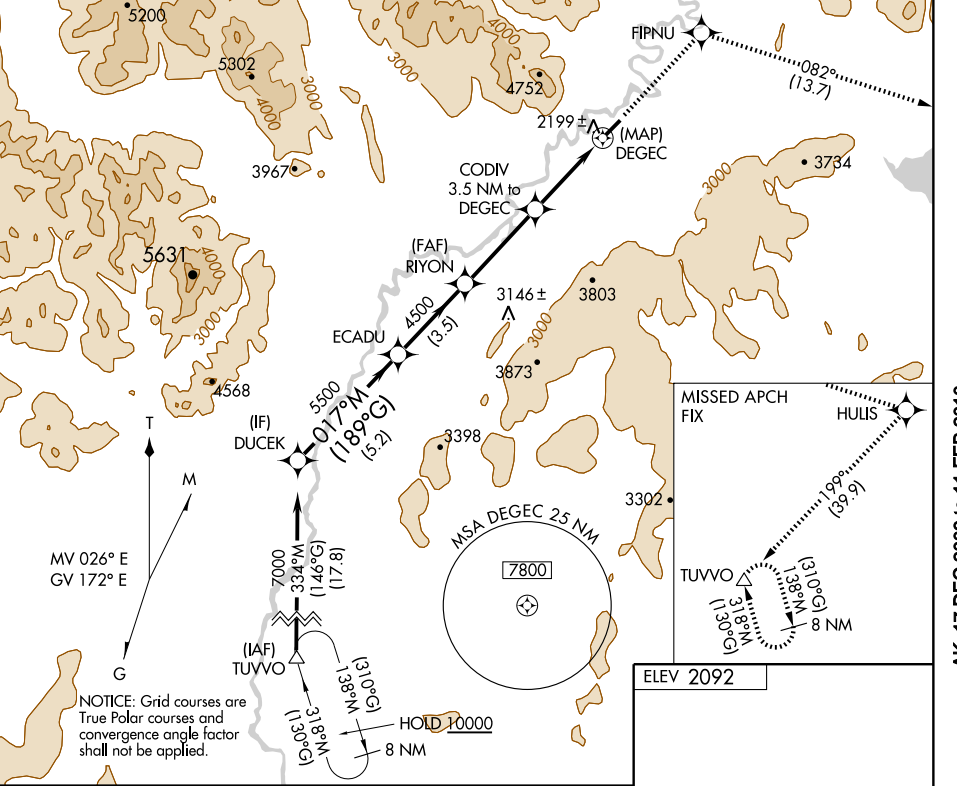 5200
5302
4000
3000
3000
4752
FIPNU
082°
(13.7)
2199 ±
(MAP)
DEGEC
3967
CODIV
3.5 NM to
DEGEC
3000
3734
5631
4000
3000
(FAF)
RIYON
3146 ±
3803
3000
4500
(3.5)
ECADU
3873
4568
5500
017°M
(189°G)
(5.2)
(IF)
DUCEK
3398
3302
MISSED APCH
FIX
HULIS
199°
(39.9)
TUVVO
(310°G)
138°M
318°M
(130°G)
8 NM
T
M
MV 026° E
GV 172° E
G
7000
334°M
(146°G)
(17.8)
MSA DEGEC 25 NM
7800
(IAF)
TUVVO
(310°G)
138°M
318°M
(130°G)
HOLD 10000
8 NM
NOTICE: Grid courses are
True Polar courses and
convergence angle factor
shall not be applied.
ELEV 2092